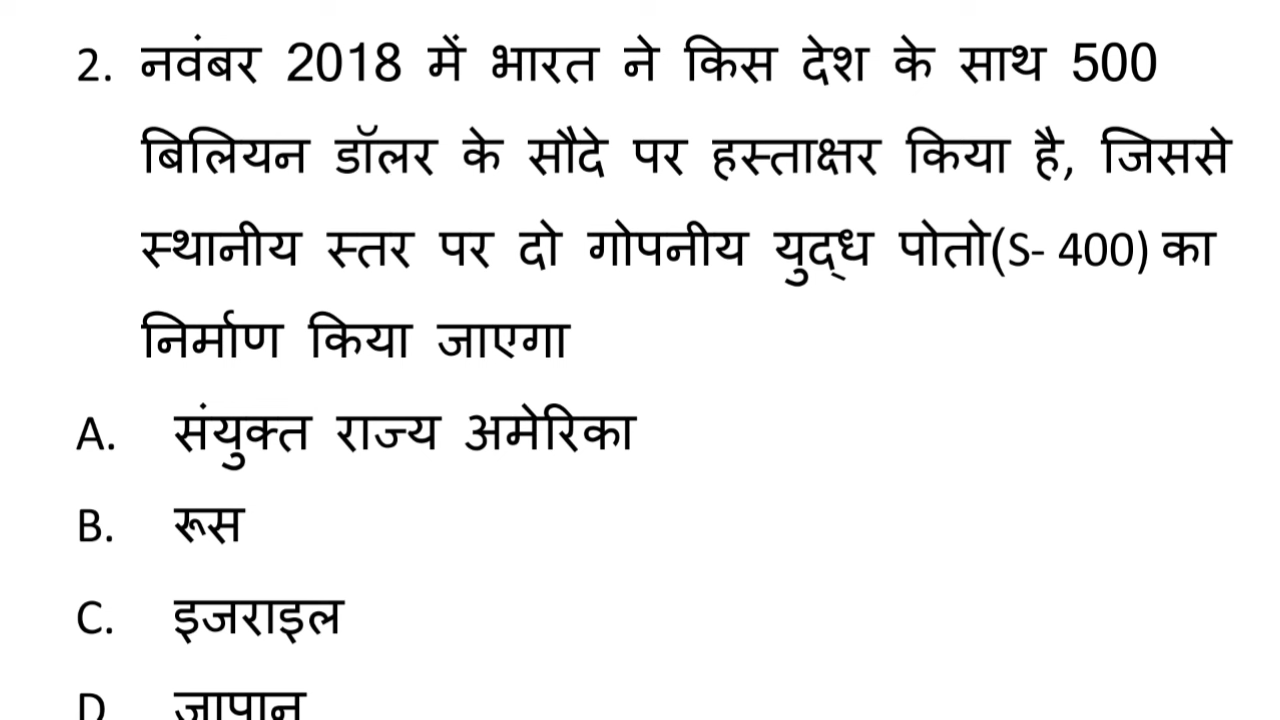 2. नवंबर 2018 में भारत ने किस देश के साथ 500
बिलियन डॉलर के सौदे पर हस्ताक्षर किया है, जिससे
स्थानीय स्तर पर दो गोपनीय युद्ध पोतो(S- 400) का
निर्माण किया जाएगा
A. संयुक्त राज्य अमेरिका
B. रूस
C. इजराइल
D. जापान